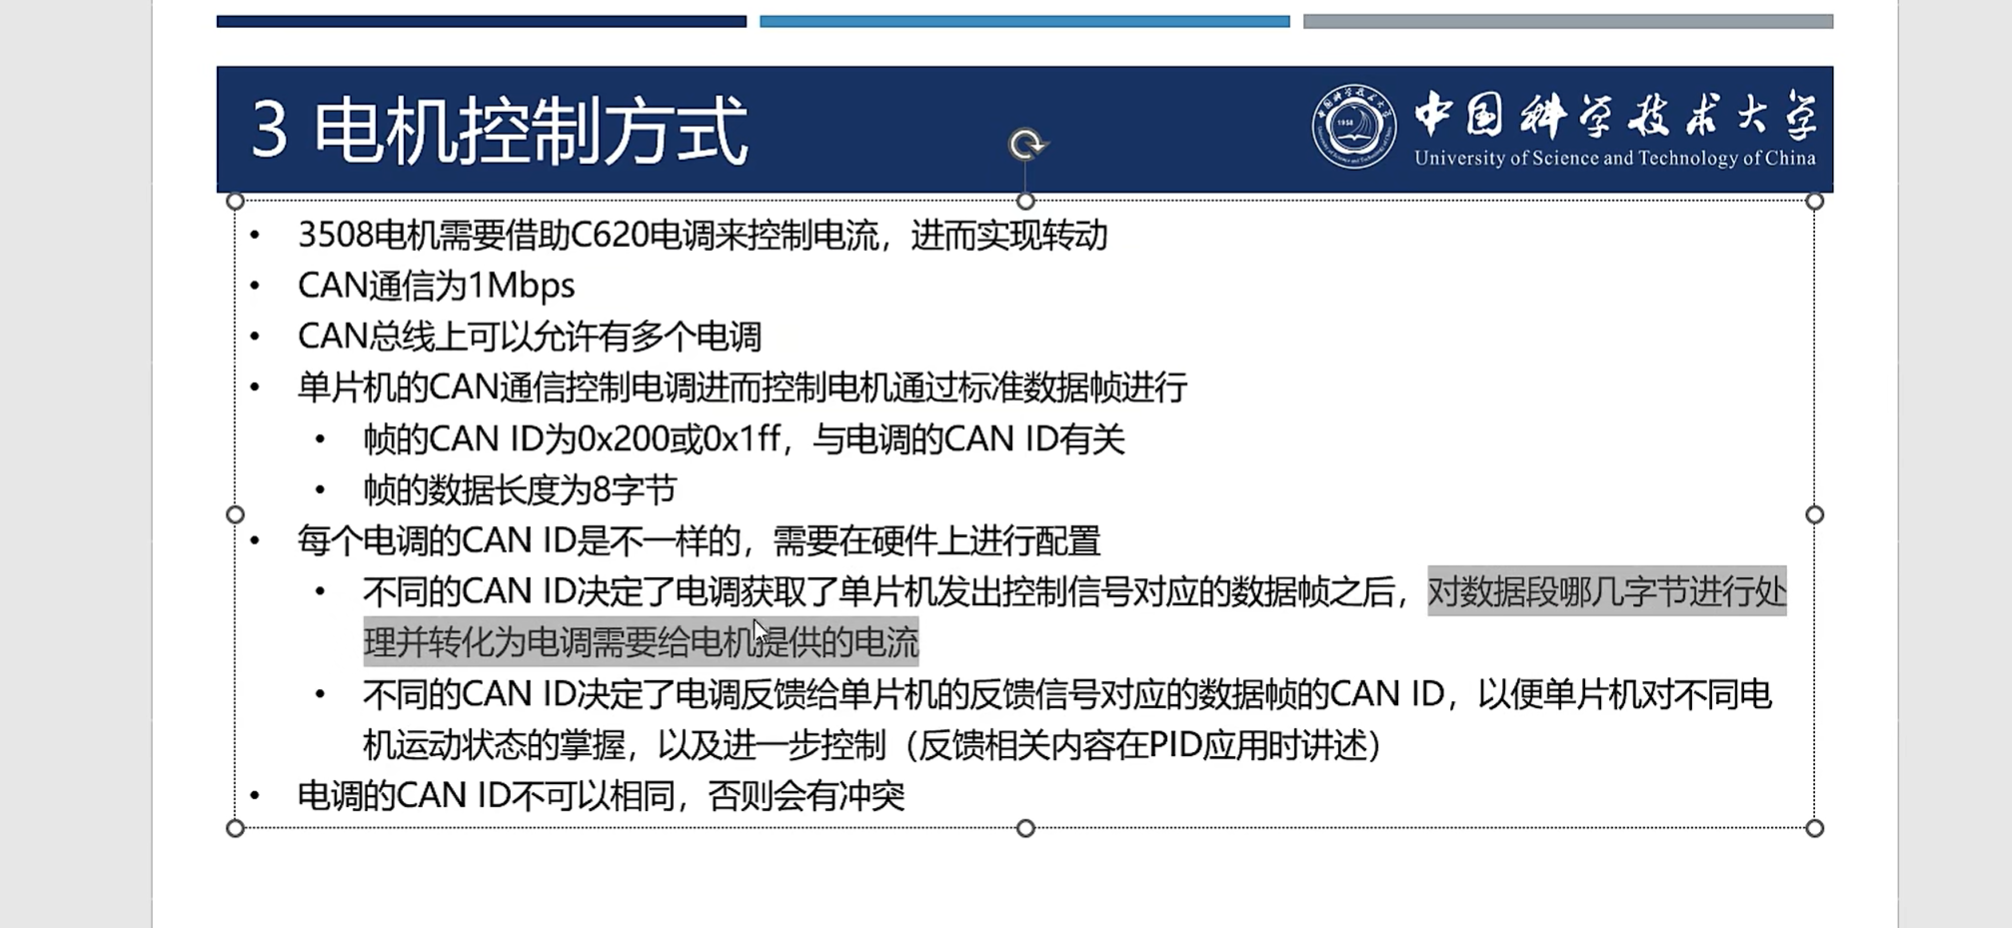 3 电机控制方式
中国科学技术大学
University of Science and Technology of China
• 3508电机需要借助C620电调来控制电流，进而实现转动
• CAN通信为1Mbps
• CAN总线上可以允许有多个电调
• 单片机的CAN通信控制电调进而控制电机通过标准数据帧进行
• 帧的CAN ID为0x200或0x1ff，与电调的CAN ID有关
• 帧的数据长度为8字节
• 每个电调的CAN ID是不一样的，需要在硬件上进行配置
• 不同的CAN ID决定了电调获取了单片机发出控制信号对应的数据帧之后，对数据段哪几字节进行处
理并转化为电调需要给电机提供的电流
• 不同的CAN ID决定了电调反馈给单片机的反馈信号对应的数据帧的CAN ID，以便单片机对不同电
机运动状态的掌握，以及进一步控制（反馈相关内容在PID应用时讲述）
• 电调的CAN ID不可以相同，否则会有冲突